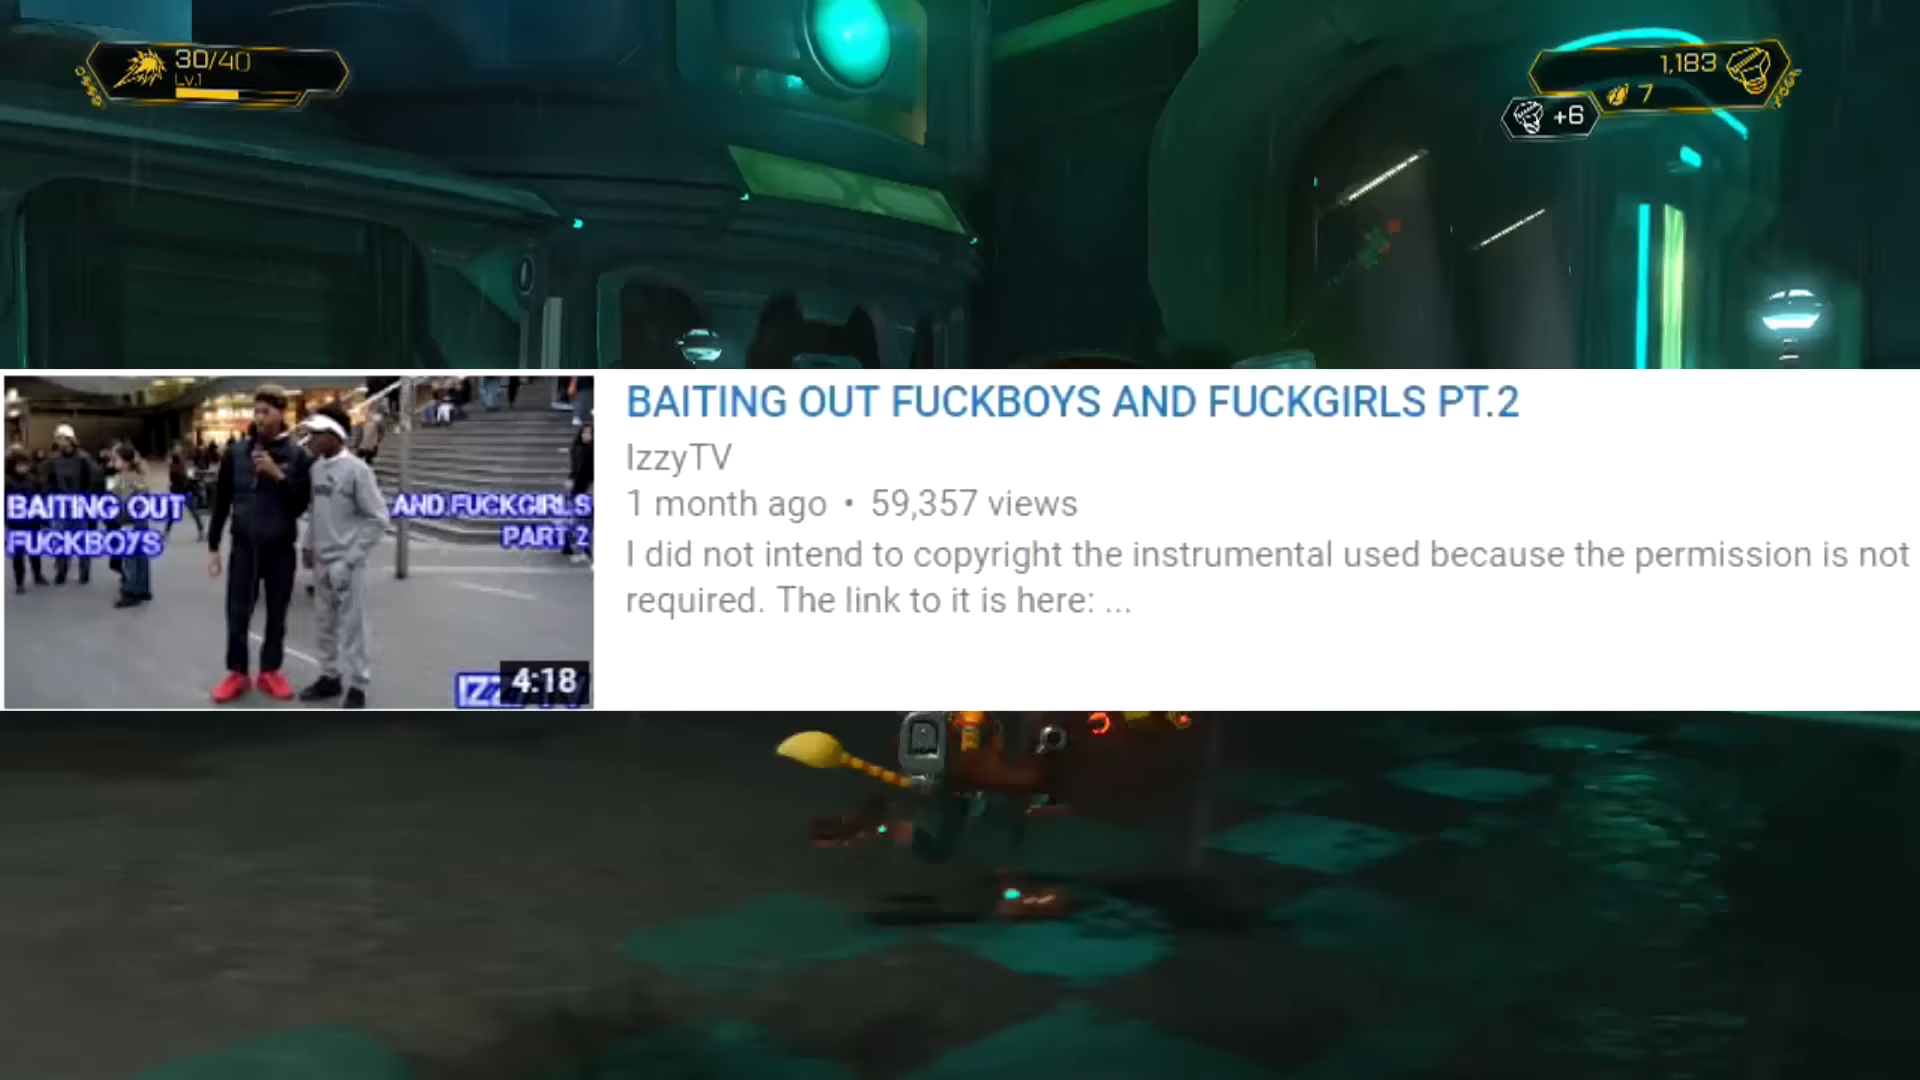 30/40
Lv.1
1,183
7
+6
BAITING OUT FUCKBOYS AND FUCKGIRLS PT.2
IzzyTV
1 month ago • 59,357 views
I did not intend to copyright the instrumental used because the permission is not
required. The link to it is here: ...
BAITING OUT
FUCKBOYS
AND FUCKGIRLS
PART 2
4:18